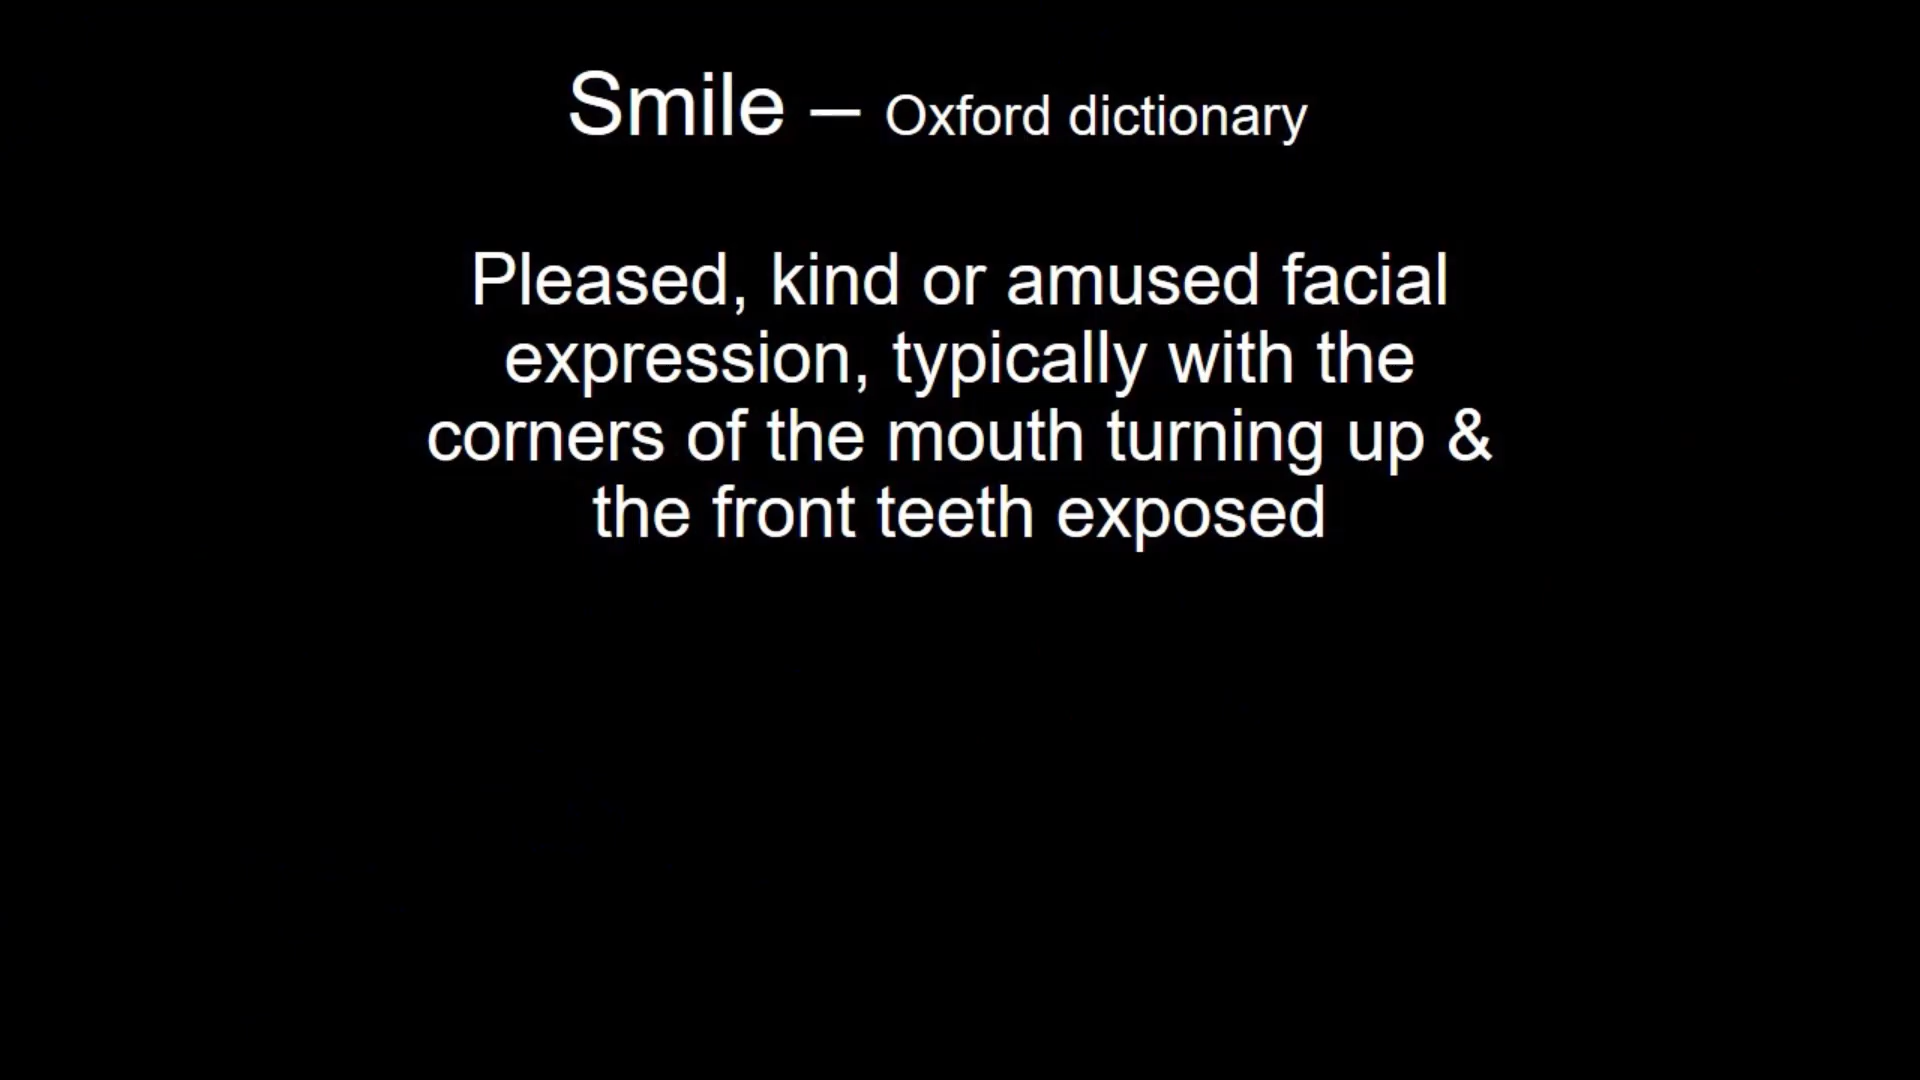 Smile – Oxford dictionary
Pleased, kind or amused facial
expression, typically with the
corners of the mouth turning up &
the front teeth exposed